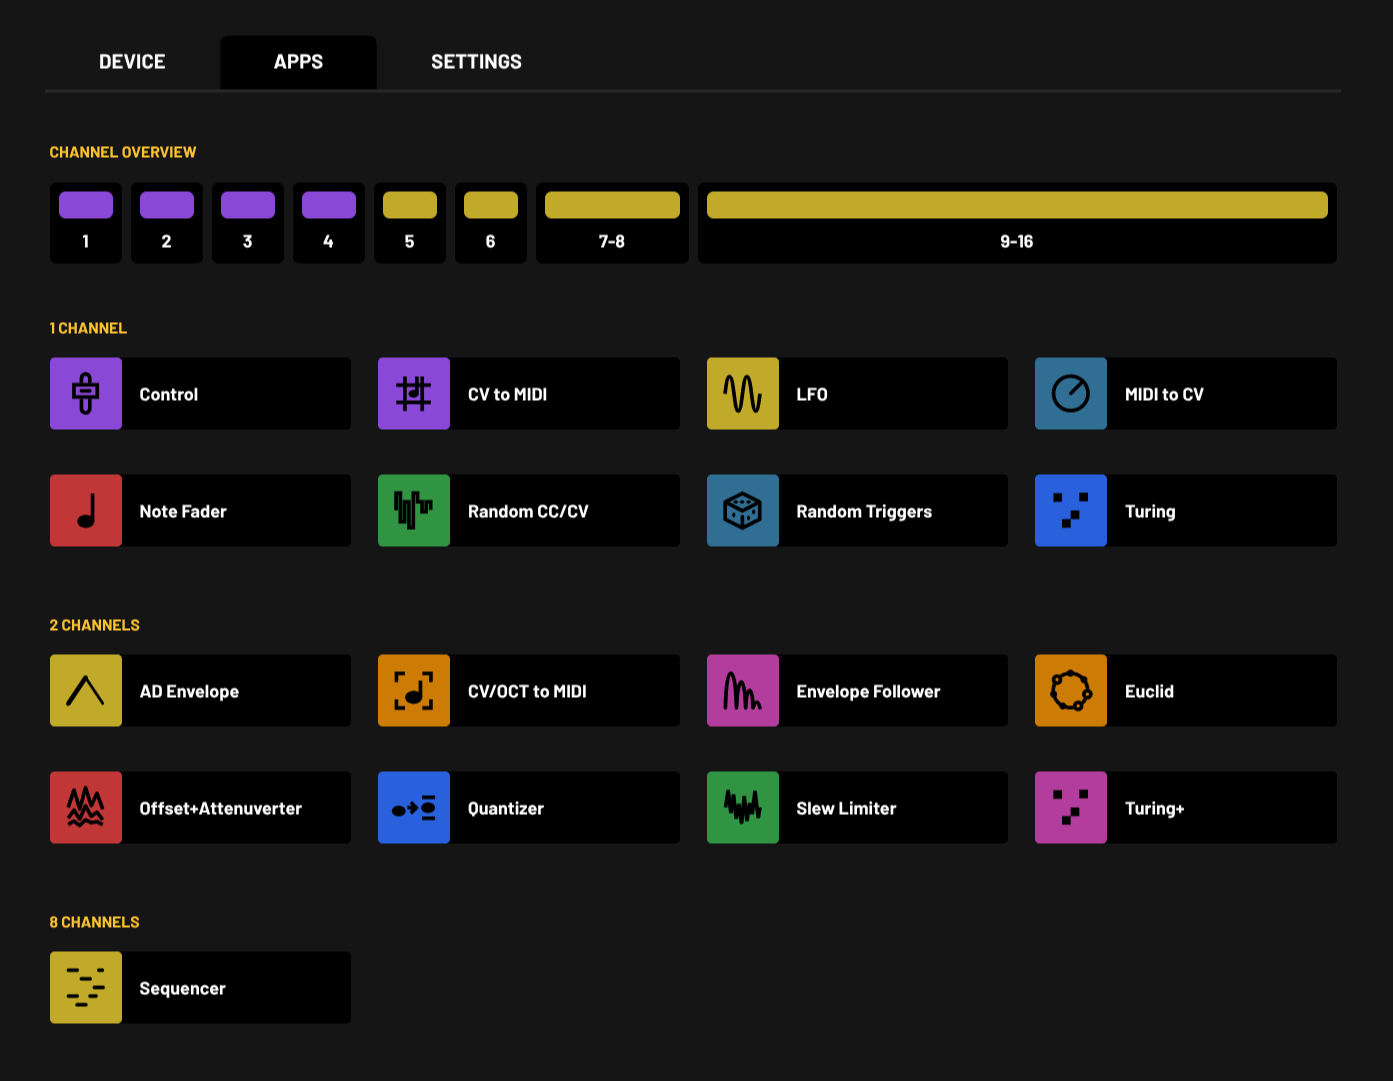 DEVICE APPS SETTINGS
CHANNEL OVERVIEW
1 2 3 4 5 6 7-8 9-16
1 CHANNEL
Control CV to MIDI LFO MIDI to CV
Note Fader Random CC/CV Random Triggers Turing
2 CHANNELS
AD Envelope CV/OCT to MIDI Envelope Follower Euclid
Offset+Attenuverter Quantizer Slew Limiter Turing+
8 CHANNELS
Sequencer